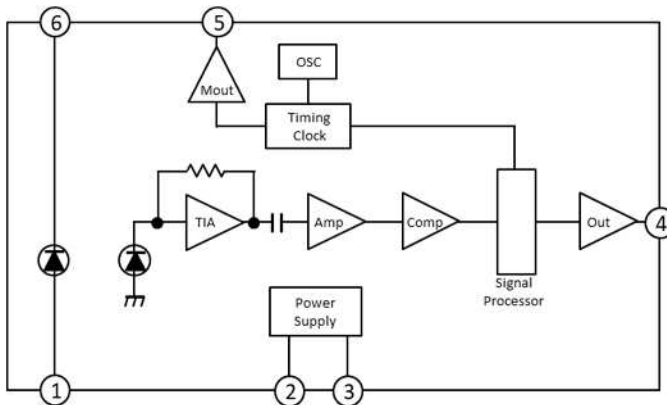 6
5
OSC
Mout
Timing
Clock
TIA
Amp
Comp
Out
4
Signal
Processor
Power
Supply
1
2
3